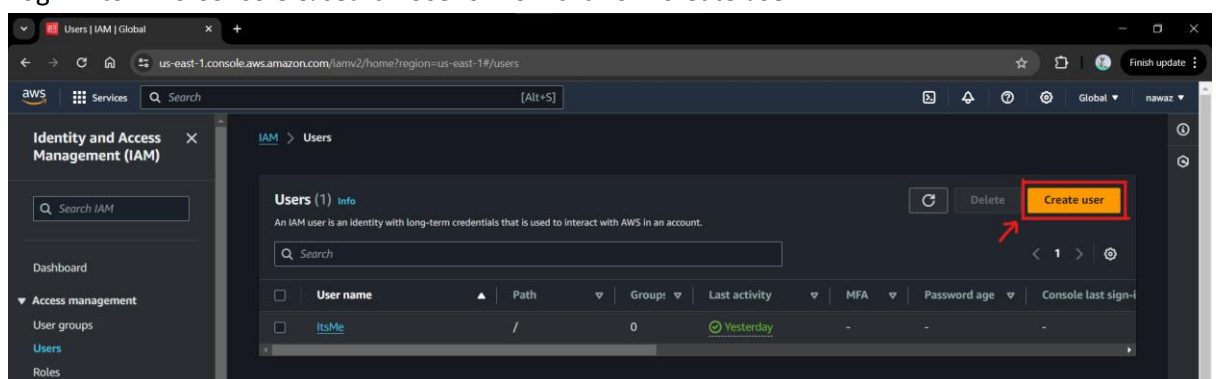 Users | IAM | Global
us-east-1.console.aws.amazon.com/iamv2/home?region=us-east-1#/users
Finish update
aws
Services
Search
[Alt+S]
Global
nawaz
Identity and Access Management (IAM)
Search IAM
Dashboard
Access management
User groups
Users
Roles
IAM > Users
Users (1) Info
An IAM user is an identity with long-term credentials that is used to interact with AWS in an account.
Delete
Create user
Search
1
User name
Path
Group:
Last activity
MFA
Password age
Console last sign-i
ItsMe
/
0
Yesterday
-
-
-